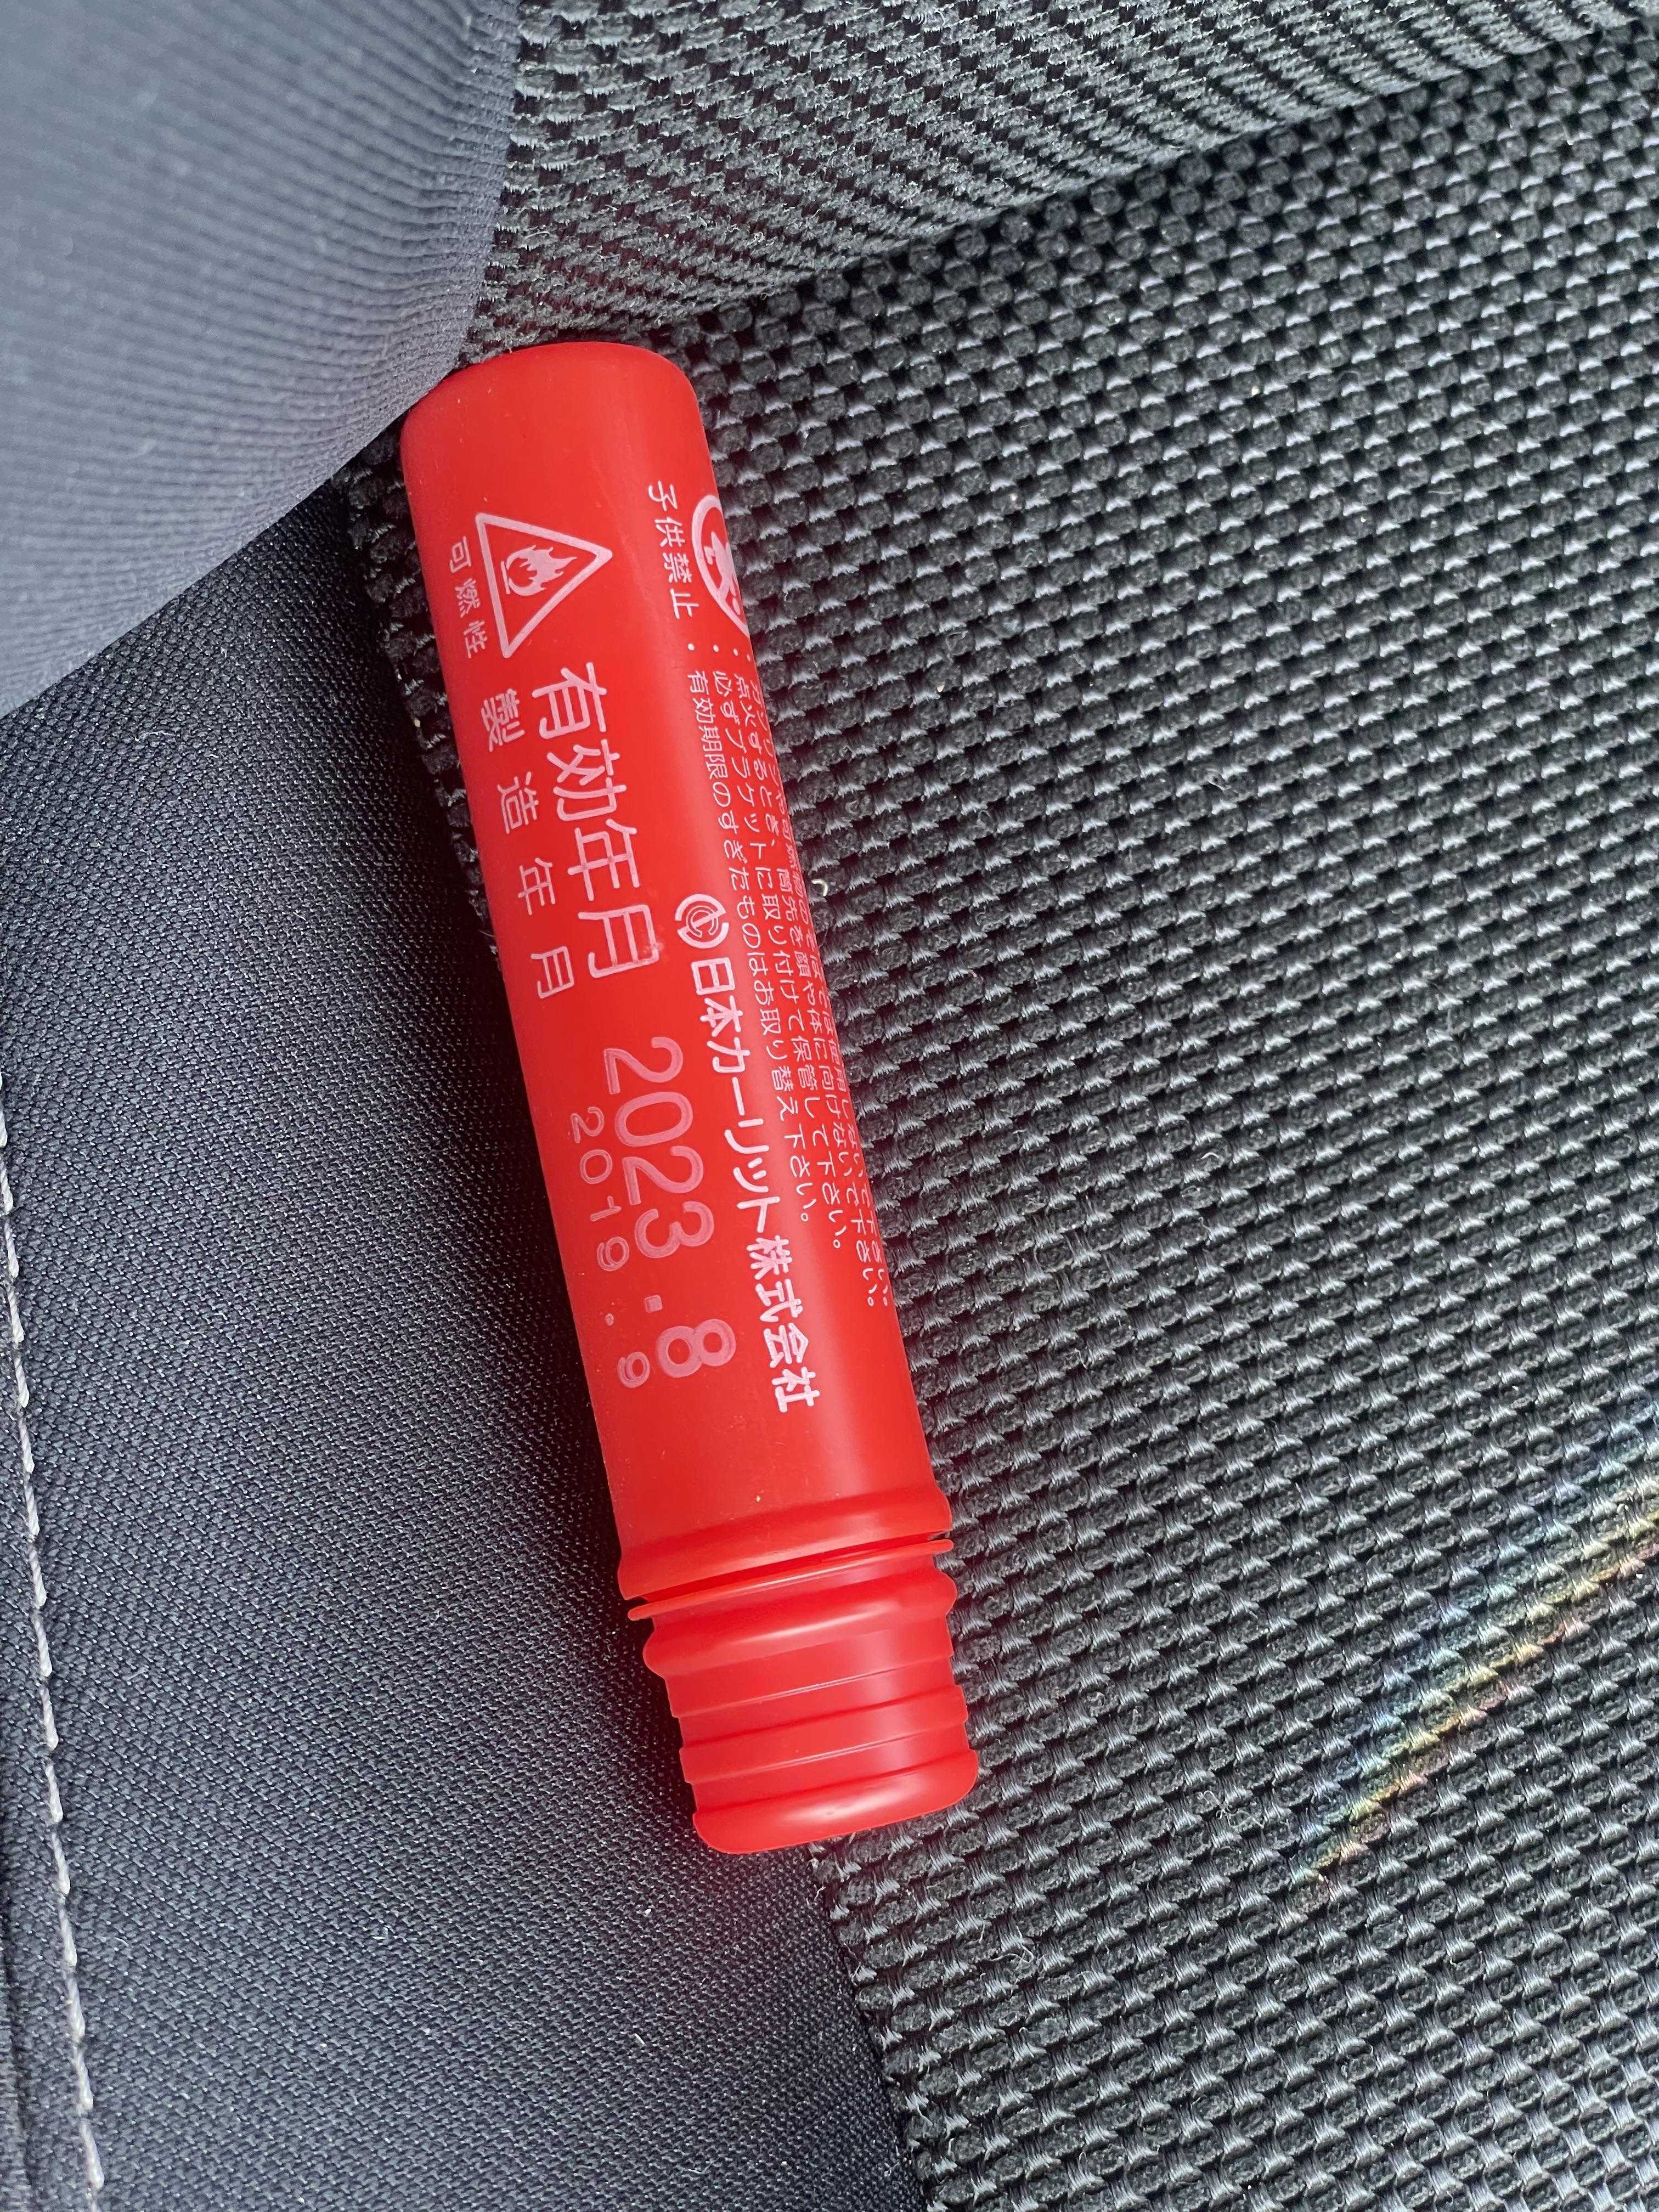 子供禁止
可燃性
・点火するとき、筒先を顔や体に向けないで下さい。
・必ずブラケットに取り付けて保管して下さい。
・有効期限のすぎたものはお取り替え下さい。
日本カーリット株式会社
有効年月 2023.8
製造年月 2019.9